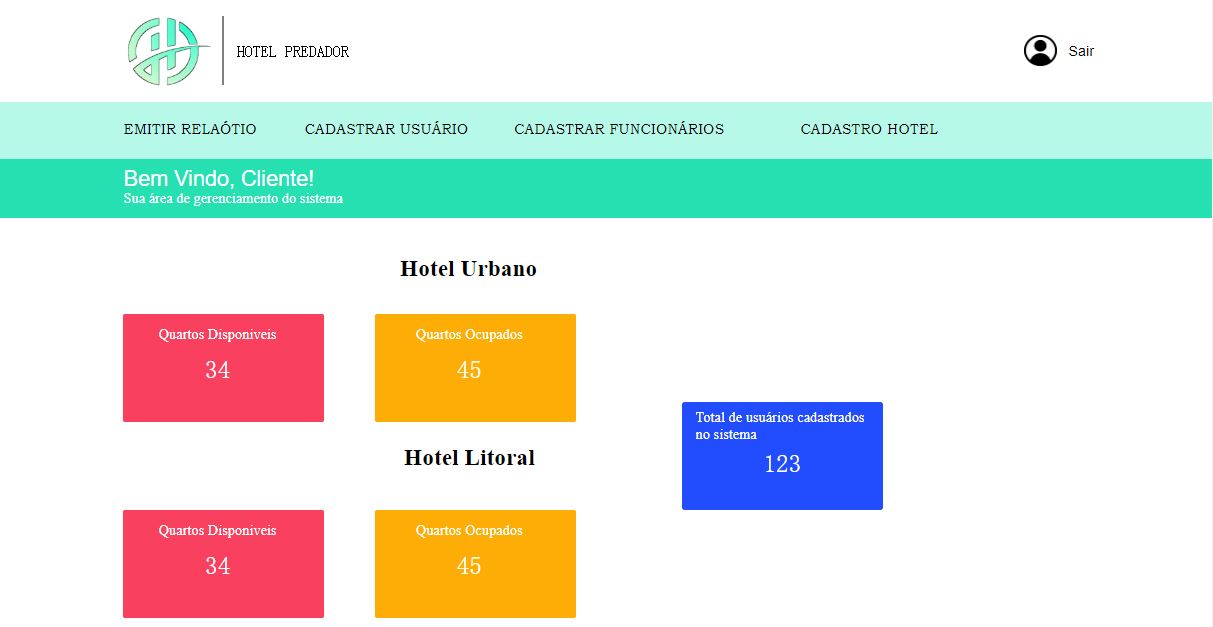 HOTEL PREDADOR
Sair
EMITIR RELAÓTIO
CADASTRAR USUÁRIO
CADASTRAR FUNCIONÁRIOS
CADASTRO HOTEL
Bem Vindo, Cliente!
Sua área de gerenciamento do sistema
Hotel Urbano
Quartos Disponiveis
34
Quartos Ocupados
45
Total de usuários cadastrados
no sistema
123
Hotel Litoral
Quartos Disponiveis
34
Quartos Ocupados
45